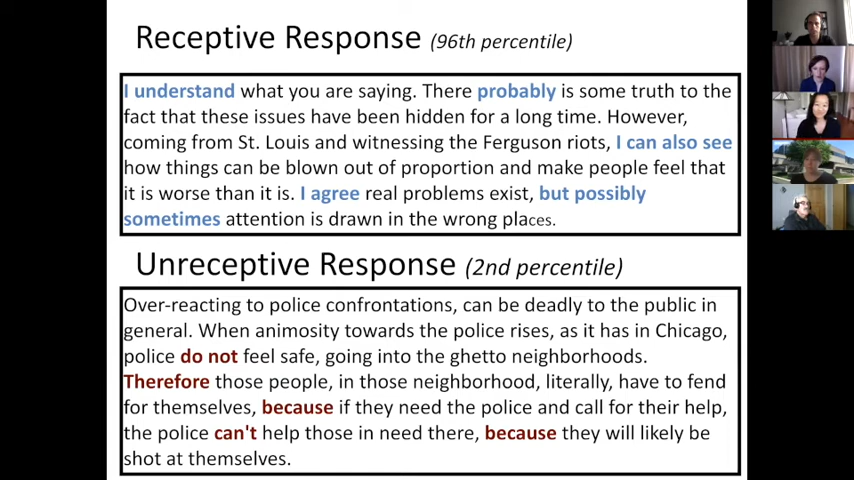 Receptive Response (96th percentile)
I understand what you are saying. There probably is some truth to the
fact that these issues have been hidden for a long time. However,
coming from St. Louis and witnessing the Ferguson riots, I can also see
how things can be blown out of proportion and make people feel that
it is worse than it is. I agree real problems exist, but possibly
sometimes attention is drawn in the wrong places.
Unreceptive Response (2nd percentile)
Over-reacting to police confrontations, can be deadly to the public in
general. When animosity towards the police rises, as it has in Chicago,
police do not feel safe, going into the ghetto neighborhoods.
Therefore those people, in those neighborhood, literally, have to fend
for themselves, because if they need the police and call for their help,
the police can't help those in need there, because they will likely be
shot at themselves.